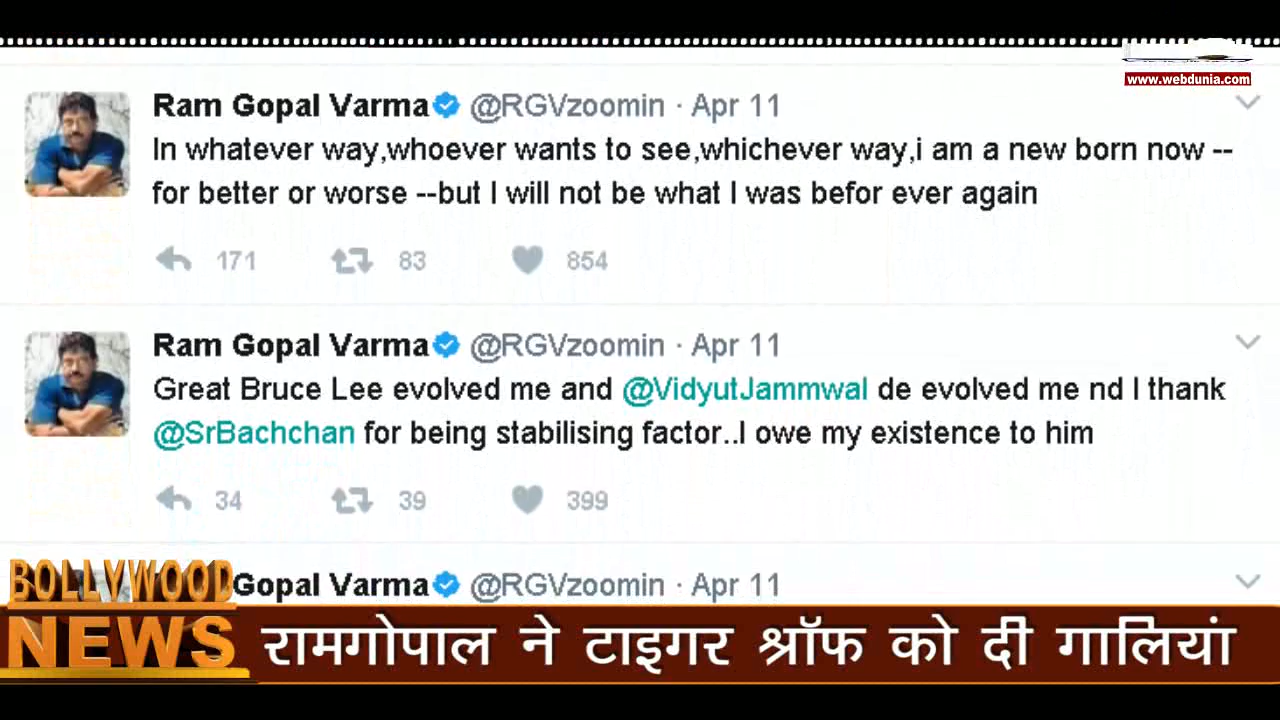 www.webdunia.com
Ram Gopal Varma @RGVzoomin · Apr 11
In whatever way,whoever wants to see,whichever way,i am a new born now --
for better or worse --but I will not be what I was befor ever again
171 83 854
Ram Gopal Varma @RGVzoomin · Apr 11
Great Bruce Lee evolved me and @VidyutJammwal de evolved me nd I thank
@SrBachchan for being stabilising factor..I owe my existence to him
34 39 399
Gopal Varma @RGVzoomin · Apr 11
BOLLYWOOD
NEWS
रामगोपाल ने टाइगर श्रॉफ को दी गालियां